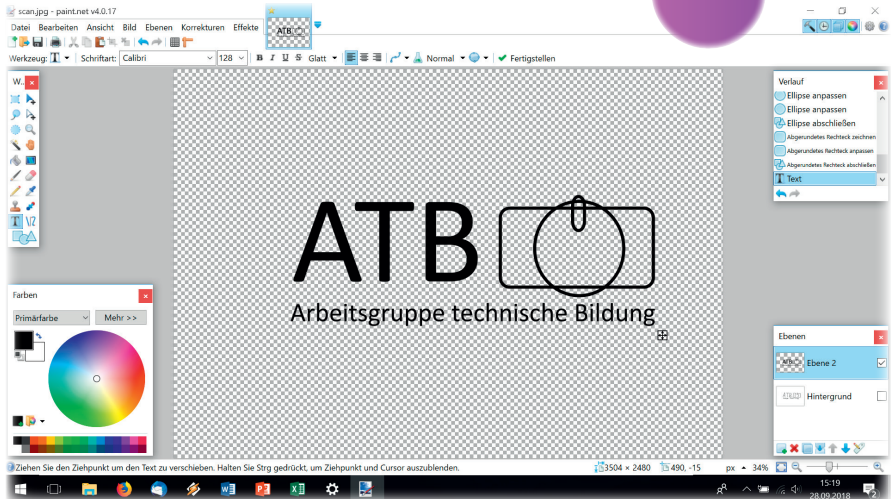 scan.jpg - paint.net v4.0.17
Datei Bearbeiten Ansicht Bild Ebenen Korrekturen Effekte
Werkzeug: T Schriftart: Calibri 128 B I U S Glatt Normal Fertigstellen
W...
Verlauf
Ellipse anpassen
Ellipse anpassen
Ellipse abschließen
Abgerundetes Rechteck zeichnen
Abgerundetes Rechteck anpassen
Abgerundetes Rechteck abschließen
Text
ATB
Arbeitsgruppe technische Bildung
Farben
Primärfarbe Mehr >>
Ebenen
Ebene 2
Hintergrund
Ziehen Sie den Ziehpunkt um den Text zu verschieben. Halten Sie Strg gedrückt, um Ziehpunkt und Cursor auszublenden. 3504 × 2480 490, -15 px 34%
15:19
28.09.2018